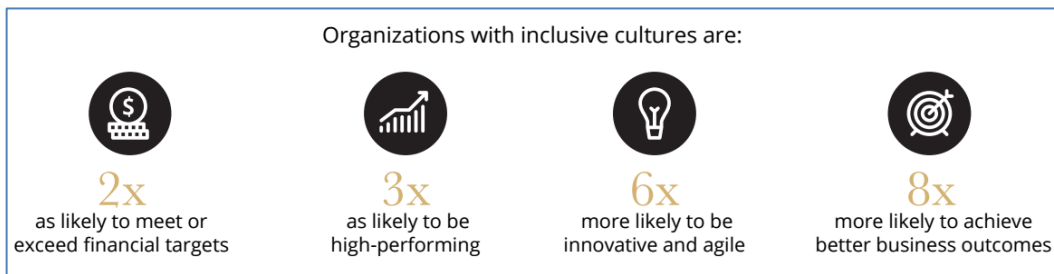 Organizations with inclusive cultures are:
$
2x
as likely to meet or
exceed financial targets
3x
as likely to be
high-performing
6x
more likely to be
innovative and agile
8x
more likely to achieve
better business outcomes